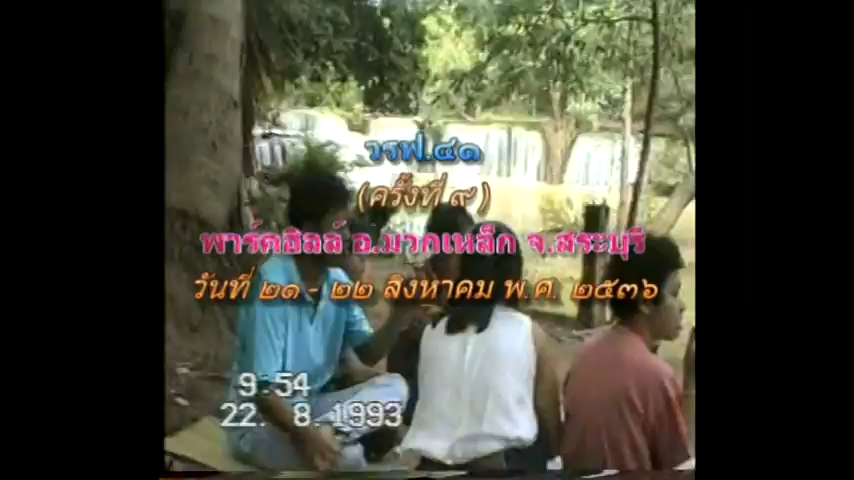 วรฟ.๔๑
(ครั้งที่ ๙)
พาร์คฮิลล์ อ.มวกเหล็ก จ.สระบุรี
วันที่ ๒๑ - ๒๒ สิงหาคม พ.ศ. ๒๕๓๖
9:54
22. 8.1993